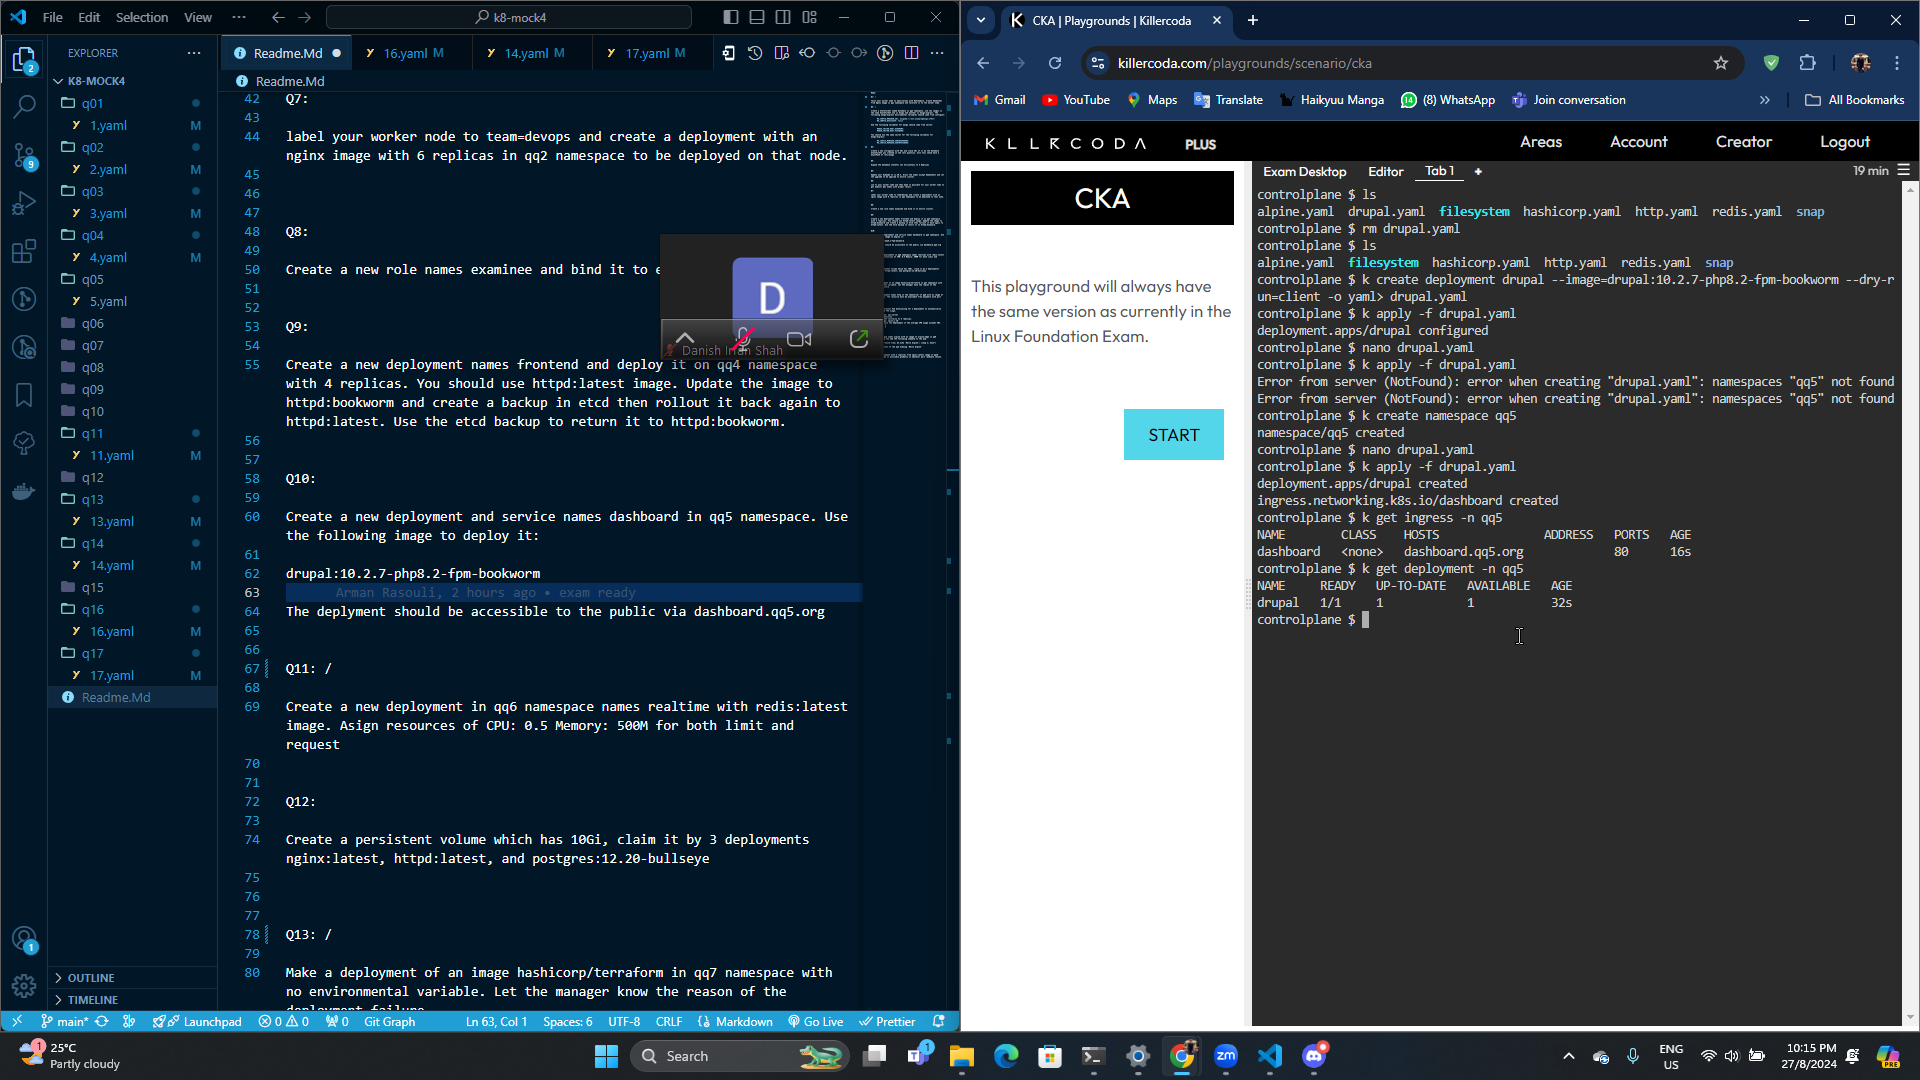 File Edit Selection View ··· k8-mock4
EXPLORER ···
K8-MOCK4
q01
1.yaml M
q02
2.yaml M
q03
3.yaml M
q04
4.yaml M
q05
5.yaml
q06
q07
q08
q09
q10
q11
11.yaml M
q12
q13
13.yaml M
q14
14.yaml M
q15
q16
16.yaml M
q17
17.yaml M
Readme.Md
OUTLINE
TIMELINE
2
9
1
Readme.Md 16.yaml M 14.yaml M 17.yaml M
Readme.Md
42 Q7:
43
44 label your worker node to team=devops and create a deployment with an
nginx image with 6 replicas in qq2 namespace to be deployed on that node.
45
46
47
48 Q8:
49
50 Create a new role names examinee and bind it to
51
52
53 Q9:
54
55 Create a new deployment names frontend and deploy it on qq4 namespace
with 4 replicas. You should use httpd:latest image. Update the image to
httpd:bookworm and create a backup in etcd then rollout it back again to
httpd:latest. Use the etcd backup to return it to httpd:bookworm.
56
57
58 Q10:
59
60 Create a new deployment and service names dashboard in qq5 namespace. Use
the following image to deploy it:
61
62 drupal:10.2.7-php8.2-fpm-bookworm
63 Arman Rasouli, 2 hours ago • exam ready
64 The deplyment should be accessible to the public via dashboard.qq5.org
65
66
67 Q11: /
68
69 Create a new deployment in qq6 namespace names realtime with redis:latest
image. Asign resources of CPU: 0.5 Memory: 500M for both limit and
request
70
71
72 Q12:
73
74 Create a persistent volume which has 10Gi, claim it by 3 deployments
nginx:latest, httpd:latest, and postgres:12.20-bullseye
75
76
77
78 Q13: /
79
80 Make a deployment of an image hashicorp/terraform in qq7 namespace with
no environmental variable. Let the manager know the reason of the
deployment failure
D
Danish Irfan Shah
main* Launchpad 0 0 0 Git Graph Ln 63, Col 1 Spaces: 6 UTF-8 CRLF Markdown Go Live Prettier
CKA | Playgrounds | Killercoda
killercoda.com/playgrounds/scenario/cka
Gmail YouTube Maps Translate Haikyuu Manga (8) WhatsApp Join conversation » All Bookmarks
KILLERCODA PLUS Areas Account Creator Logout
CKA
This playground will always have
the same version as currently in the
Linux Foundation Exam.
START
Exam Desktop Editor Tab 1 + 19 min
controlplane $ ls
alpine.yaml drupal.yaml filesystem hashicorp.yaml http.yaml redis.yaml snap
controlplane $ rm drupal.yaml
controlplane $ ls
alpine.yaml filesystem hashicorp.yaml http.yaml redis.yaml snap
controlplane $ k create deployment drupal --image=drupal:10.2.7-php8.2-fpm-bookworm --dry-r
un=client -o yaml> drupal.yaml
controlplane $ k apply -f drupal.yaml
deployment.apps/drupal configured
controlplane $ nano drupal.yaml
controlplane $ k apply -f drupal.yaml
Error from server (NotFound): error when creating "drupal.yaml": namespaces "qq5" not found
Error from server (NotFound): error when creating "drupal.yaml": namespaces "qq5" not found
controlplane $ k create namespace qq5
namespace/qq5 created
controlplane $ nano drupal.yaml
controlplane $ k apply -f drupal.yaml
deployment.apps/drupal created
ingress.networking.k8s.io/dashboard created
controlplane $ k get ingress -n qq5
NAME CLASS HOSTS ADDRESS PORTS AGE
dashboard <none> dashboard.qq5.org 80 16s
controlplane $ k get deployment -n qq5
NAME READY UP-TO-DATE AVAILABLE AGE
drupal 1/1 1 1 32s
controlplane $
1
25°C
Partly cloudy
Search
1
zm
ENG
US
10:15 PM
27/8/2024